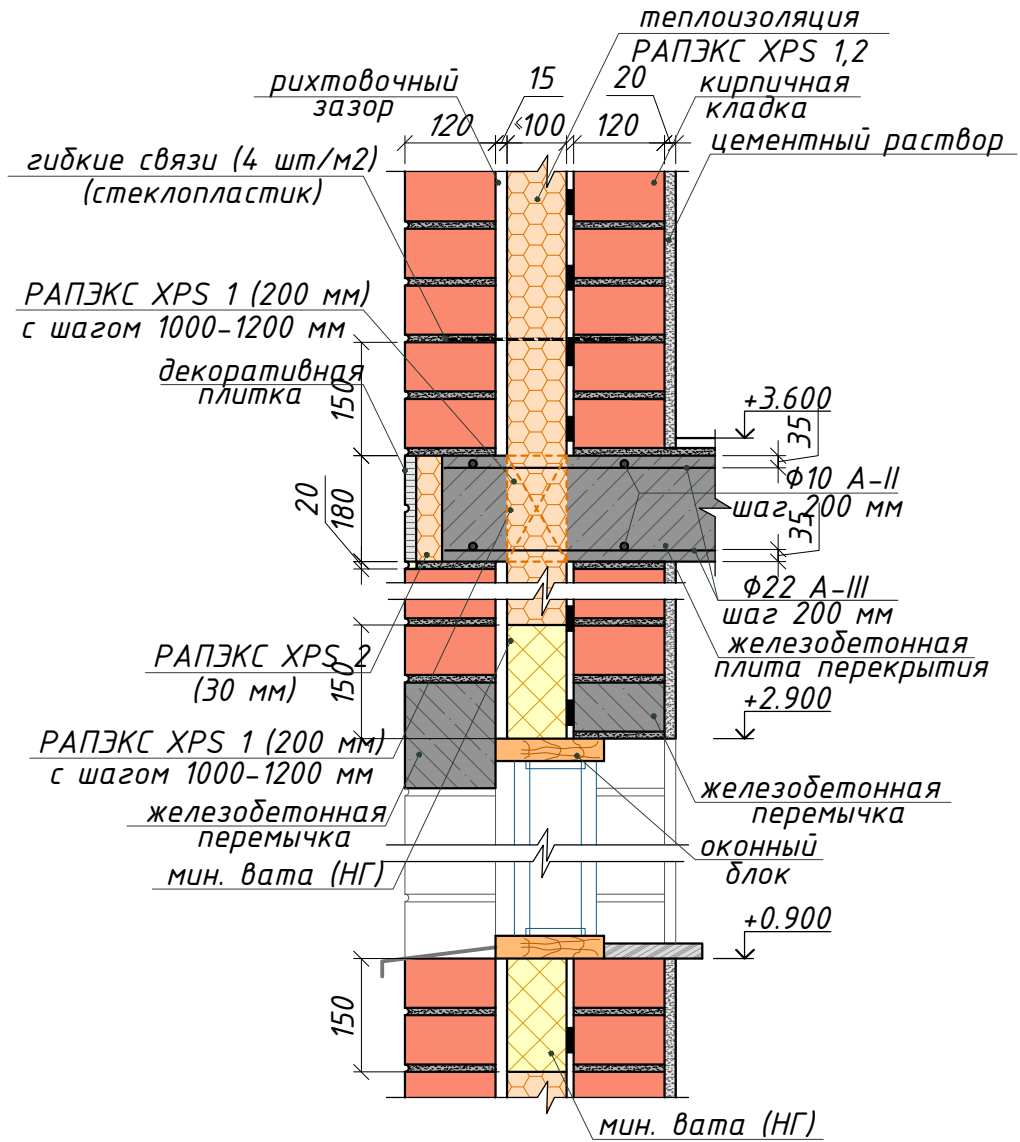 теплоизоляция
РАПЭКС XPS 1,2
рихтовочный
зазор
15
20
кирпичная
кладка
120
«100
120
цементный раствор
гибкие связи (4 шт/м2)
(стеклопластик)
РАПЭКС XPS 1 (200 мм)
с шагом 1000-1200 мм
декоративная
плитка
150
+3.600
35
20
180
Ф10 А-II
шаг 200 мм
35
Ф22 А-III
шаг 200 мм
железобетонная
плита перекрытия
РАПЭКС XPS 2
(30 мм)
150
+2.900
РАПЭКС XPS 1 (200 мм)
с шагом 1000-1200 мм
железобетонная
перемычка
железобетонная
перемычка
мин. вата (НГ)
оконный
блок
+0.900
150
мин. вата (НГ)